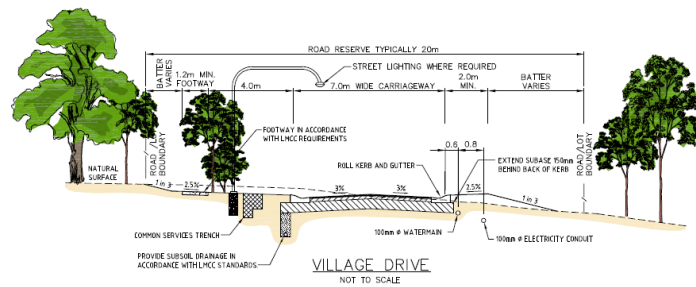 ROAD RESERVE TYPICALLY 20m
BATTER
VARIES
1.2m MIN.
FOOTWAY
STREET LIGHTING WHERE REQUIRED
4.0m
7.0m WIDE CARRIAGEWAY
2.0m
MIN.
BATTER
VARIES
ROAD/LOT
BOUNDARY
FOOTWAY IN ACCORDANCE
WITH LMCC REQUIREMENTS
0.6
0.8
ROAD/LOT
BOUNDARY
NATURAL
SURFACE
ROLL KERB AND GUTTER
EXTEND SUBASE 150mm
BEHIND BACK OF KERB
1 in 3
2.5%
3%
3%
2.5%
1 in 3
COMMON SERVICES TRENCH
100mm ø WATERMAIN
100mm ø ELECTRICITY CONDUIT
PROVIDE SUBSOIL DRAINAGE IN
ACCORDANCE WITH LMCC STANDARDS
VILLAGE DRIVE
NOT TO SCALE